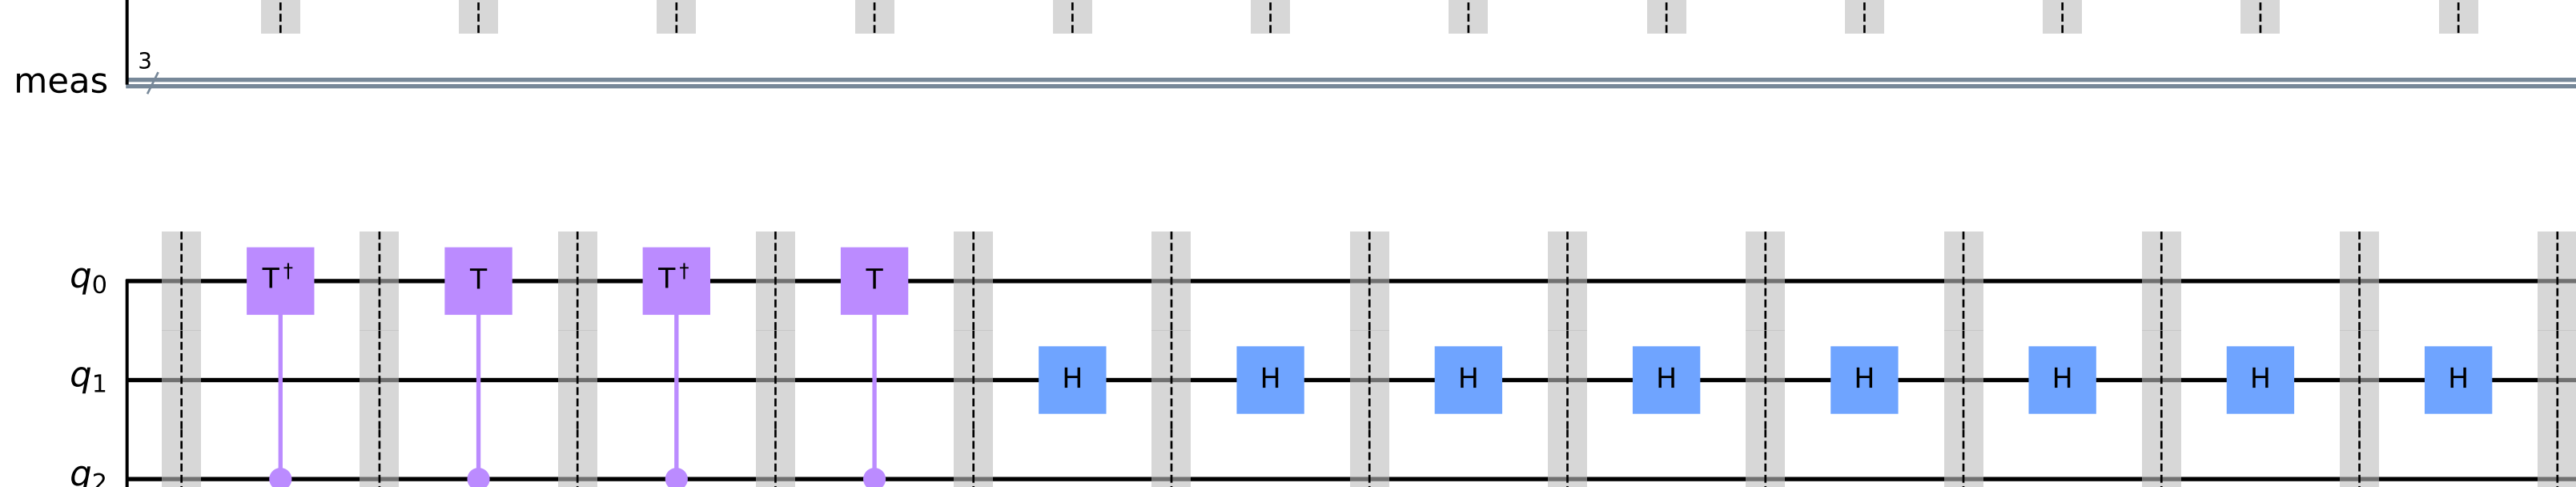 3
meas
q0 T† T T† T
q1 H H H H H H H H
q2